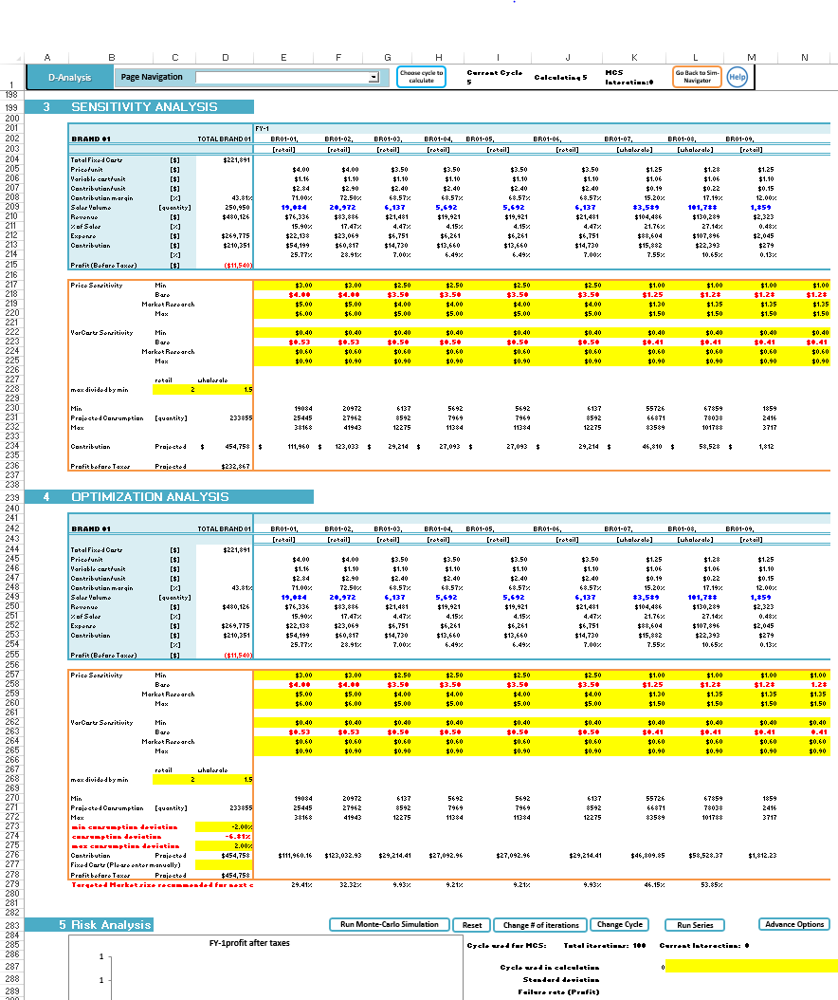 A B C D E F G H I J K L M N
1 D-Analysis Page Navigation Choose cycle to calculate Current Cycle 5 Calculating 5 MCS Interation:0 Go Back to Sim-Navigator Help
198
199 3 SENSITIVITY ANALYSIS
200
201 FY-1
202 BRAND 01 TOTAL BRAND 01 BR01-01, BR01-02, BR01-03, BR01-04, BR01-05, BR01-06, BR01-07, BR01-08, BR01-09,
203 [retail] [retail] [retail] [retail] [retail] [retail] [wholesale] [wholesale] [retail]
204 Total Fixed Costs [$] $221,891
205 Price/unit [$] $4.00 $4.00 $3.50 $3.50 $3.50 $3.50 $1.25 $1.28 $1.25
206 Variable cost/unit [$] $1.16 $1.10 $1.10 $1.10 $1.10 $1.10 $1.06 $1.06 $1.10
207 Contribution/unit [$] $2.84 $2.90 $2.40 $2.40 $2.40 $2.40 $0.19 $0.22 $0.15
208 Contribution margin [%] 43.81% 71.00% 72.50% 68.57% 68.57% 68.57% 68.57% 15.20% 17.19% 12.00%
209 Sales Volume [quantity] 250,950 19,084 20,972 6,137 5,692 5,692 6,137 83,589 101,788 1,859
210 Revenue [$] $480,126 $76,336 $83,886 $21,481 $19,921 $19,921 $21,481 $104,486 $130,289 $2,323
211 % of Sales [%] 15.90% 17.47% 4.47% 4.15% 4.15% 4.47% 21.76% 27.14% 0.48%
212 Expense [$] $269,775 $22,138 $23,069 $6,751 $6,261 $6,261 $6,751 $88,604 $107,896 $2,045
213 Contribution [$] $210,351 $54,199 $60,817 $14,730 $13,660 $13,660 $14,730 $15,882 $22,393 $279
214 [%] 25.77% 28.91% 7.00% 6.49% 6.49% 7.00% 7.55% 10.65% 0.13%
215 Profit (Before Taxes) [$] ($11,540)
216
217 Price Sensitivity Min $3.00 $3.00 $2.50 $2.50 $2.50 $2.50 $1.00 $1.00 $1.00 $1.00
218 Base $4.00 $4.00 $3.50 $3.50 $3.50 $3.50 $1.25 $1.28 $1.28 $1.28
219 Market Research $5.00 $5.00 $4.00 $4.00 $4.00 $4.00 $1.30 $1.35 $1.35 $1.35
220 Max $6.00 $6.00 $5.00 $5.00 $5.00 $5.00 $1.50 $1.50 $1.50 $1.50
221
222 VarCosts Sensitivity Min $0.40 $0.40 $0.40 $0.40 $0.40 $0.40 $0.40 $0.40 $0.40 $0.40
223 Base $0.53 $0.53 $0.50 $0.50 $0.50 $0.50 $0.41 $0.41 $0.41 $0.41
224 Market Research $0.60 $0.60 $0.60 $0.60 $0.60 $0.60 $0.60 $0.60 $0.60 $0.60
225 Max $0.90 $0.90 $0.90 $0.90 $0.90 $0.90 $0.90 $0.90 $0.90 $0.90
226
227 retail wholesale
228 max divided by min 2 1.5
229
230 Min 19084 20972 6137 5692 5692 6137 55726 67859 1859
231 Projected Consumption [quantity] 233855 25445 27962 8592 7969 7969 8592 66871 78038 2416
232 Max 38168 41943 12275 11384 11384 12275 83589 101788 3717
233
234 Contribution Projected $ 454,758 $ 111,960 $ 123,033 $ 29,214 $ 27,093 $ 27,093 $ 29,214 $ 46,810 $ 58,528 $ 1,812
235
236 Profit before Taxes Projected $232,867
237
238
239 4 OPTIMIZATION ANALYSIS
240
241
242 BRAND 01 TOTAL BRAND 01 BR01-01, BR01-02, BR01-03, BR01-04, BR01-05, BR01-06, BR01-07, BR01-08, BR01-09,
243 [retail] [retail] [retail] [retail] [retail] [retail] [wholesale] [wholesale] [retail]
244 Total Fixed Costs [$] $221,891
245 Price/unit [$] $4.00 $4.00 $3.50 $3.50 $3.50 $3.50 $1.25 $1.28 $1.25
246 Variable cost/unit [$] $1.16 $1.10 $1.10 $1.10 $1.10 $1.10 $1.06 $1.06 $1.10
247 Contribution/unit [$] $2.84 $2.90 $2.40 $2.40 $2.40 $2.40 $0.19 $0.22 $0.15
248 Contribution margin [%] 43.81% 71.00% 72.50% 68.57% 68.57% 68.57% 68.57% 15.20% 17.19% 12.00%
249 Sales Volume [quantity] 19,084 20,972 6,137 5,692 5,692 6,137 83,589 101,788 1,859
250 Revenue [$] $480,126 $76,336 $83,886 $21,481 $19,921 $19,921 $21,481 $104,486 $130,289 $2,323
251 % of Sales [%] 15.90% 17.47% 4.47% 4.15% 4.15% 4.47% 21.76% 27.14% 0.48%
252 Expense [$] $269,775 $22,138 $23,069 $6,751 $6,261 $6,261 $6,751 $88,604 $107,896 $2,045
253 Contribution [$] $210,351 $54,199 $60,817 $14,730 $13,660 $13,660 $14,730 $15,882 $22,393 $279
254 [%] 25.77% 28.91% 7.00% 6.49% 6.49% 7.00% 7.55% 10.65% 0.13%
255 Profit (Before Taxes) [$] ($11,540)
256
257 Price Sensitivity Min $3.00 $3.00 $2.50 $2.50 $2.50 $2.50 $1.00 $1.00 $1.00 $1.00
258 Base $4.00 $4.00 $3.50 $3.50 $3.50 $3.50 $1.25 $1.28 $1.28 1.28
259 Market Research $5.00 $5.00 $4.00 $4.00 $4.00 $4.00 $1.30 $1.35 $1.35 $1.35
260 Max $6.00 $6.00 $5.00 $5.00 $5.00 $5.00 $1.50 $1.50 $1.50 $1.50
261
262 VarCosts Sensitivity Min $0.40 $0.40 $0.40 $0.40 $0.40 $0.40 $0.40 $0.40 $0.40 $0.40
263 Base $0.53 $0.53 $0.50 $0.50 $0.50 $0.50 $0.41 $0.41 $0.41 0.41
264 Market Research $0.60 $0.60 $0.60 $0.60 $0.60 $0.60 $0.60 $0.60 $0.60 $0.60
265 Max $0.90 $0.90 $0.90 $0.90 $0.90 $0.90 $0.90 $0.90 $0.90 $0.90
266
267 retail wholesale
268 max divided by min 2 1.5
269
270 Min 19084 20972 6137 5692 5692 6137 55726 67859 1859
271 Projected Consumption [quantity] 233855 25445 27962 8592 7969 7969 8592 66871 78038 2416
272 Max 38168 41943 12275 11384 11384 12275 83589 101788 3717
273 min consumption deviation -2.00%
274 consumption deviation -6.81%
275 max consumption deviation 2.00%
276 Contribution Projected $454,758 $111,960.16 $123,032.93 $29,214.41 $27,092.96 $27,092.96 $29,214.41 $46,809.85 $58,528.37 $1,812.23
277 Fixed Costs (Please enter manually)
278 Profit before Taxes Projected $454,758
279 Targeted Market size recommended for next c 29.41% 32.32% 9.93% 9.21% 9.21% 9.93% 46.15% 53.85%
280
281
282
283 5 Risk Analysis Run Monte-Carlo Simulation Reset Change # of iterations Change Cycle Run Series Advance Options
284
285 FY-1profit after taxes Cycle used for MCS: Total iterations: 100 Current Interaction: 0
286 1
287 Cycle used in calculation 0
288 1 Standard deviation
289 Failure rate (Profit)